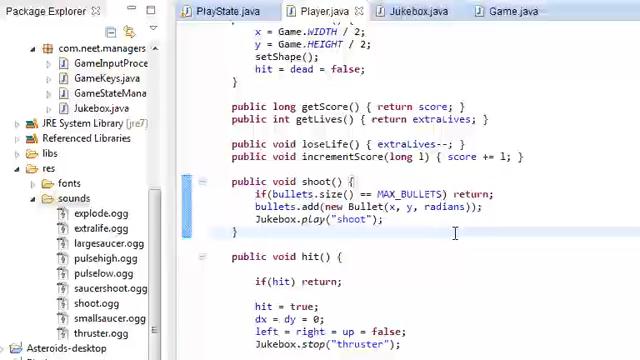 Package Explorer
com.neet.managers
GameInputProce
GameKeys.java
GameStateMana
Jukebox.java
JRE System Library [jre7]
Referenced Libraries
libs
res
fonts
sounds
explode.ogg
extralife.ogg
largesaucer.ogg
pulsehigh.ogg
pulselow.ogg
saucershoot.ogg
shoot.ogg
smallsaucer.ogg
thruster.ogg
Asteroids-desktop
PlayState.java
Player.java
Jukebox.java
Game.java
x = Game.WIDTH / 2;
y = Game.HEIGHT / 2;
setShape();
hit = dead = false;
}
public long getScore() { return score; }
public int getLives() { return extraLives; }
public void loseLife() { extraLives--; }
public void incrementScore(long l) { score += l; }
public void shoot() {
if(bullets.size() == MAX_BULLETS) return;
bullets.add(new Bullet(x, y, radians));
Jukebox.play("shoot");
}
public void hit() {
if(hit) return;
hit = true;
dx = dy = 0;
left = right = up = false;
Jukebox.stop("thruster");